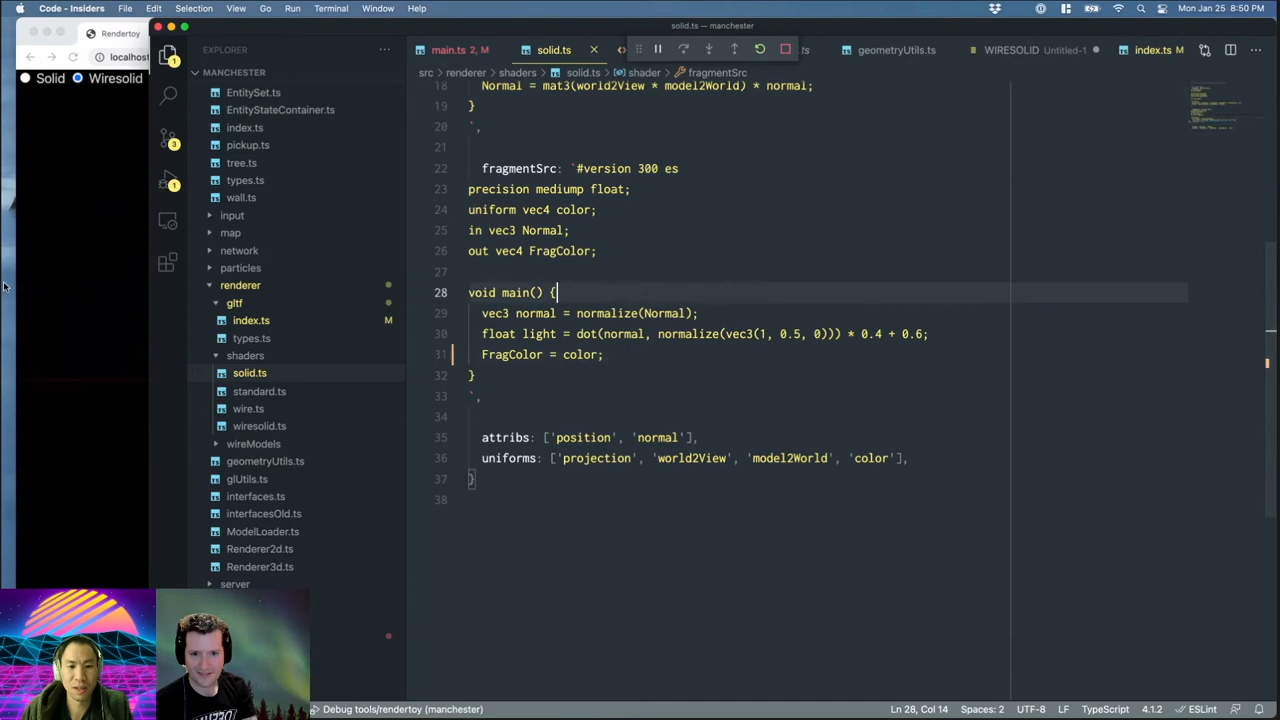 Code - Insiders File Edit Selection View Go Run Terminal Window Help Mon Jan 25 8:50 PM
Rendertoy
localhos
Solid Wiresolid
solid.ts — manchester
EXPLORER
MANCHESTER
EntitySet.ts
EntityStateContainer.ts
index.ts
pickup.ts
tree.ts
types.ts
wall.ts
input
map
network
particles
renderer
gltf
index.ts M
types.ts
shaders
solid.ts
standard.ts
wire.ts
wiresolid.ts
wireModels
geometryUtils.ts
glUtils.ts
interfaces.ts
interfacesOld.ts
ModelLoader.ts
Renderer2d.ts
Renderer3d.ts
server
1
3
1
main.ts 2, M solid.ts ts geometryUtils.ts WIRESOLID Untitled-1 index.ts M
src > renderer > shaders > solid.ts > shader > fragmentSrc
18 Normal = mat3(world2View * model2World) * normal;
19 }
20 `,
21
22 fragmentSrc: `#version 300 es
23 precision mediump float;
24 uniform vec4 color;
25 in vec3 Normal;
26 out vec4 FragColor;
27
28 void main() {
29 vec3 normal = normalize(Normal);
30 float light = dot(normal, normalize(vec3(1, 0.5, 0))) * 0.4 + 0.6;
31 FragColor = color;
32 }
33 `,
34
35 attribs: ['position', 'normal'],
36 uniforms: ['projection', 'world2View', 'model2World', 'color'],
37 }
38
Debug tools/rendertoy (manchester) Ln 28, Col 14 Spaces: 2 UTF-8 LF TypeScript 4.1.2 ESLint